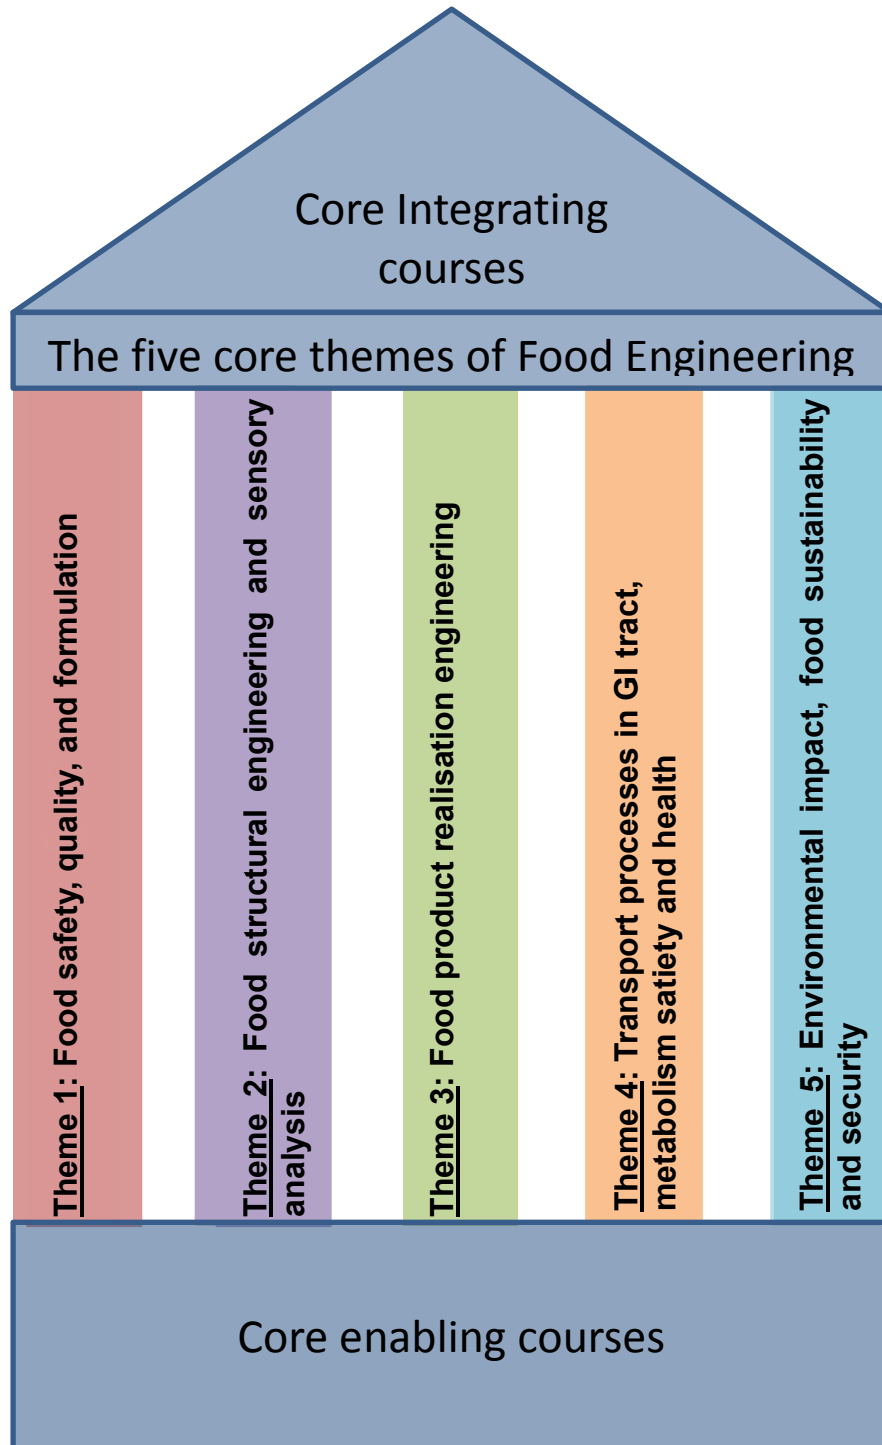 Core Integrating
courses
The five core themes of Food Engineering
Theme 1: Food safety, quality, and formulation
Theme 2: Food structural engineering and sensory
analysis
Theme 3: Food product realisation engineering
Theme 4: Transport processes in GI tract,
metabolism satiety and health
Theme 5: Environmental impact, food sustainability
and security
Core enabling courses